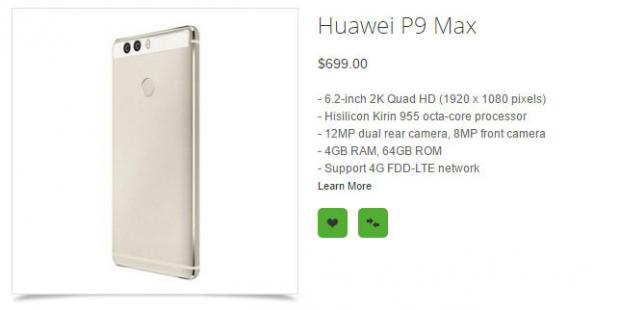 Huawei P9 Max
$699.00
- 6.2-inch 2K Quad HD (1920 x 1080 pixels)
- Hisilicon Kirin 955 octa-core processor
- 12MP dual rear camera, 8MP front camera
- 4GB RAM, 64GB ROM
- Support 4G FDD-LTE network
Learn More